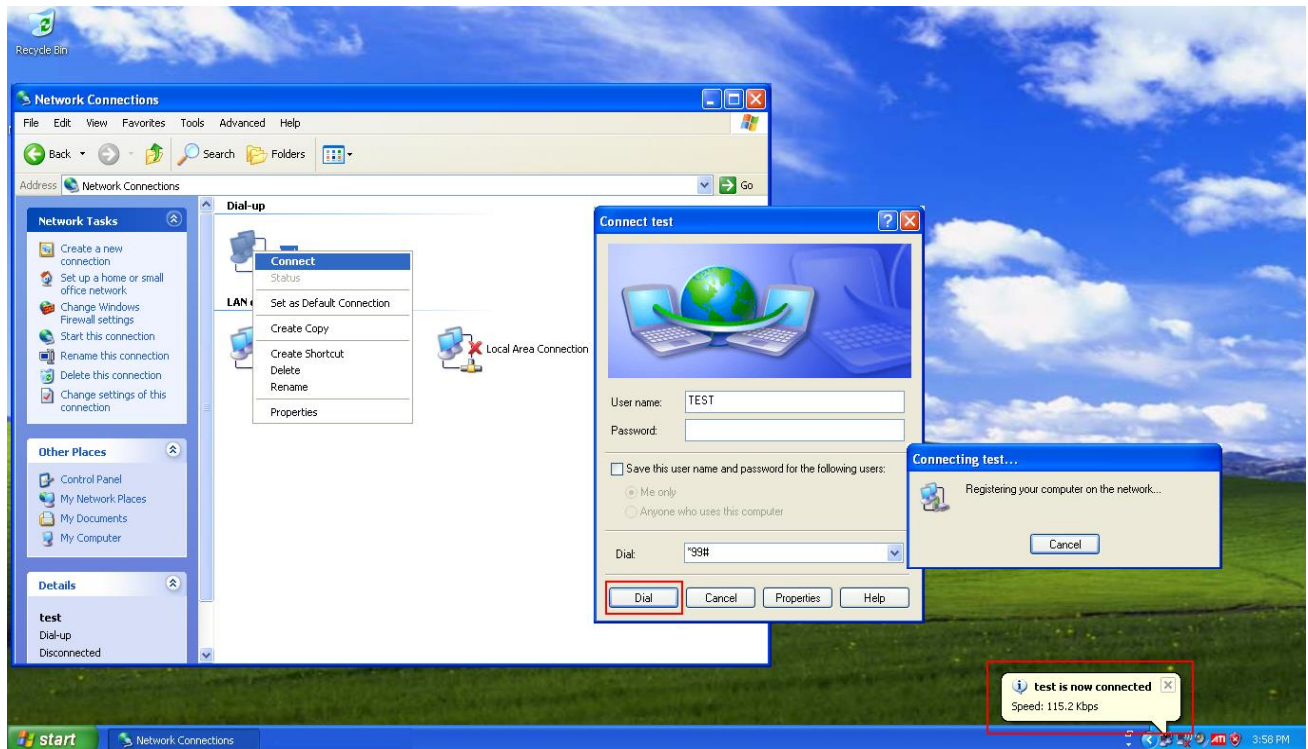 Recycle Bin
Network Connections
File Edit View Favorites Tools Advanced Help
Back Search Folders
Address Network Connections Go
Network Tasks
Create a new
connection
Set up a home or small
office network
Change Windows
Firewall settings
Start this connection
Rename this connection
Delete this connection
Change settings of this
connection
Other Places
Control Panel
My Network Places
My Documents
My Computer
Details
test
Dial-up
Disconnected
Dial-up
LAN
Local Area Connection
Connect
Status
Set as Default Connection
Create Copy
Create Shortcut
Delete
Rename
Properties
Connect test
User name: TEST
Password:
Save this user name and password for the following users:
Me only
Anyone who uses this computer
Dial: *99#
Dial Cancel Properties Help
Connecting test...
Registering your computer on the network...
Cancel
test is now connected
Speed: 115.2 Kbps
start Network Connections ATI 3:58 PM